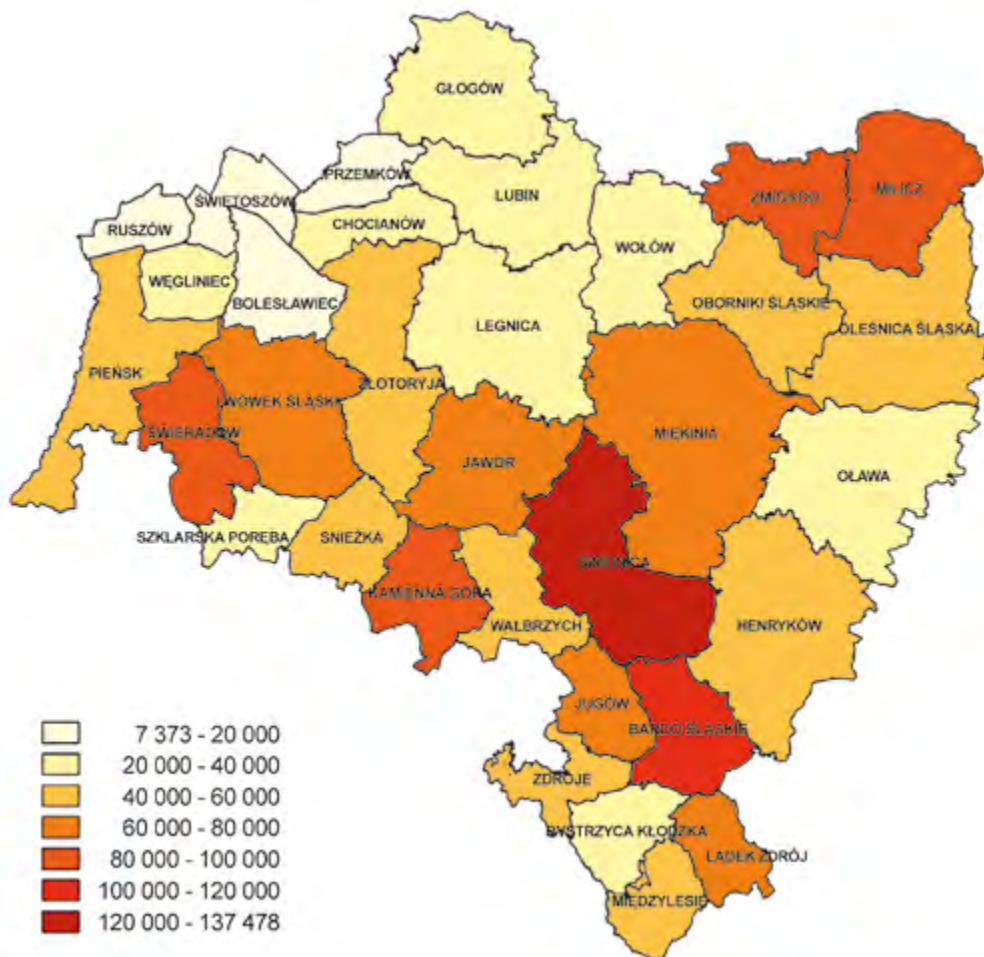 GŁOGÓW
PRZEMKÓW
LUBIN
ŚWIĘTOSZÓW
ŻMIGRÓD
MILICZ
RUSZÓW
CHOCIANÓW
WOŁÓW
WĘGLINIEC
BOLESŁAWIEC
OBORNIKI ŚLĄSKIE
LEGNICA
OLEŚNICA ŚLĄSKA
PIEŃSK
ZŁOTORYJA
LWÓWEK ŚLĄSKI
ŚWIERADÓW
MIĘKINIA
JAWOR
OŁAWA
SZKLARSKA PORĘBA
ŚNIEŻKA
ŚWIDNICA
KAMIENNA GÓRA
WAŁBRZYCH
HENRYKÓW
JUGÓW
BARDO ŚLĄSKIE
ZDROJE
BYSTRZYCA KŁODZKA
LĄDEK ZDRÓJ
MIĘDZYLESIE
7 373 - 20 000
20 000 - 40 000
40 000 - 60 000
60 000 - 80 000
80 000 - 100 000
100 000 - 120 000
120 000 - 137 478